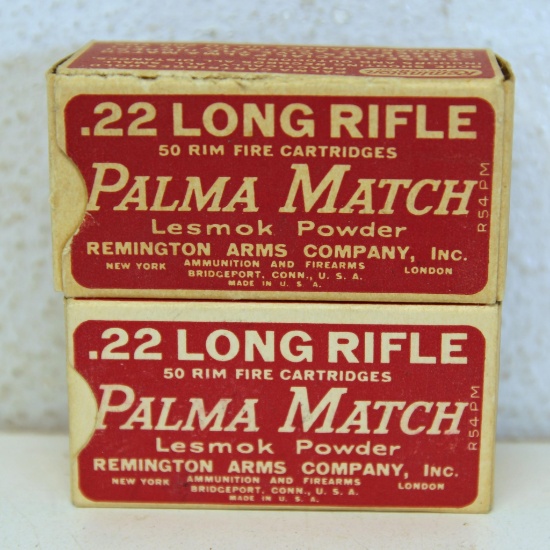 .22 LONG RIFLE
50 RIM FIRE CARTRIDGES
PALMA MATCH
Lesmok Powder
REMINGTON ARMS COMPANY, INC.
NEW YORK AMMUNITION AND FIREARMS LONDON
BRIDGEPORT, CONN., U. S. A.
MADE IN U. S. A.
R54PM
.22 LONG RIFLE
50 RIM FIRE CARTRIDGES
PALMA MATCH
Lesmok Powder
REMINGTON ARMS COMPANY, INC.
NEW YORK AMMUNITION AND FIREARMS LONDON
BRIDGEPORT, CONN., U. S. A.
MADE IN U. S. A.
R54PM